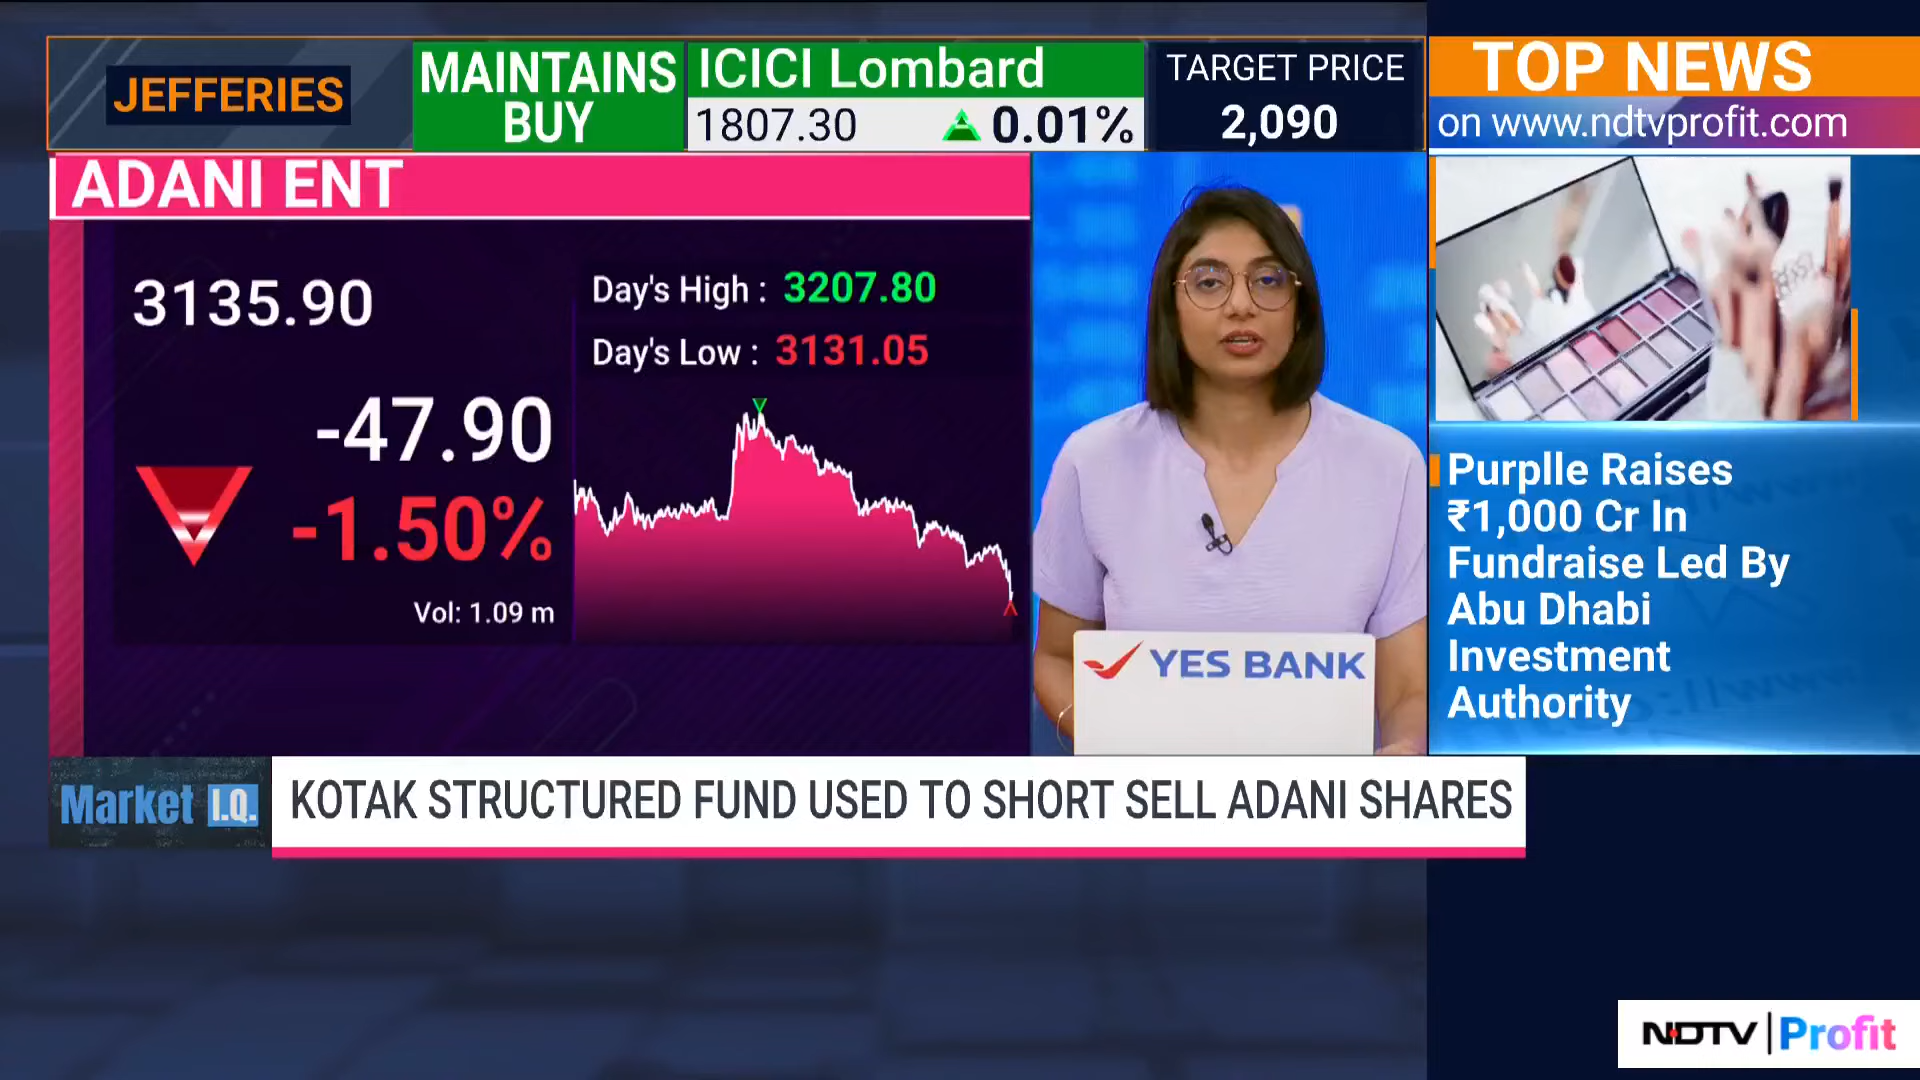 JEFFERIES
MAINTAINS
BUY
ICICI Lombard
1807.30
0.01%
TARGET PRICE
2,090
TOP NEWS
on www.ndtvprofit.com
ADANI ENT
3135.90
-47.90
-1.50%
Vol: 1.09 m
Day's High : 3207.80
Day's Low : 3131.05
YES BANK
Purplle Raises
₹1,000 Cr In
Fundraise Led By
Abu Dhabi
Investment
Authority
Market I.Q.
KOTAK STRUCTURED FUND USED TO SHORT SELL ADANI SHARES
NDTV Profit